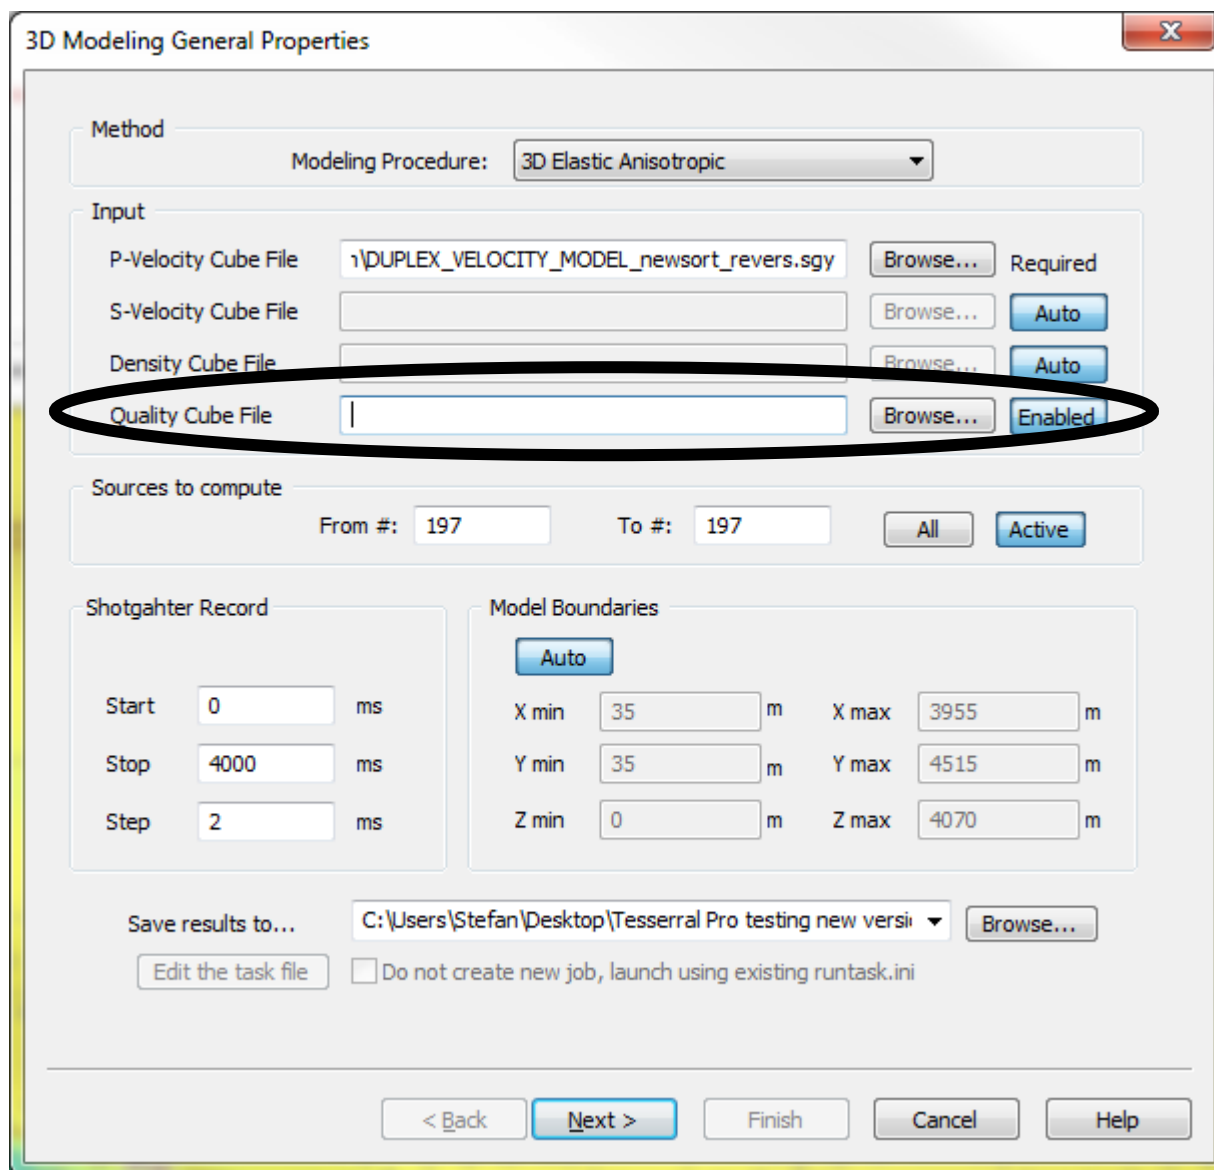 3D Modeling General Properties
Method
Modeling Procedure: 3D Elastic Anisotropic
Input
P-Velocity Cube File \DUPLEX_VELOCITY_MODEL_newsort_revers.sgy Browse... Required
S-Velocity Cube File Browse... Auto
Density Cube File Browse... Auto
Quality Cube File Browse... Enabled
Sources to compute
From #: 197 To #: 197 All Active
Shotgahter Record
Model Boundaries
Auto
Start 0 ms X min 35 m X max 3955 m
Stop 4000 ms Y min 35 m Y max 4515 m
Step 2 ms Z min 0 m Z max 4070 m
Save results to... C:\Users\Stefan\Desktop\Tesserral Pro testing new versi Browse...
Edit the task file Do not create new job, launch using existing runtask.ini
< Back Next > Finish Cancel Help